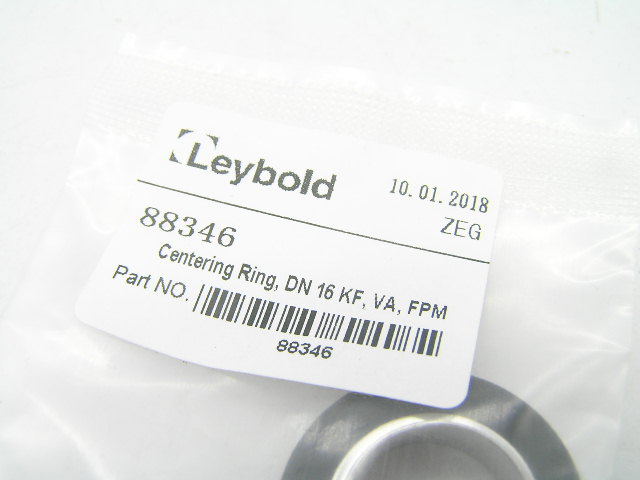 Leybold
10.01.2018
ZEG
88346
Centering Ring, DN 16 KF, VA, FPM
Part NO.
88346